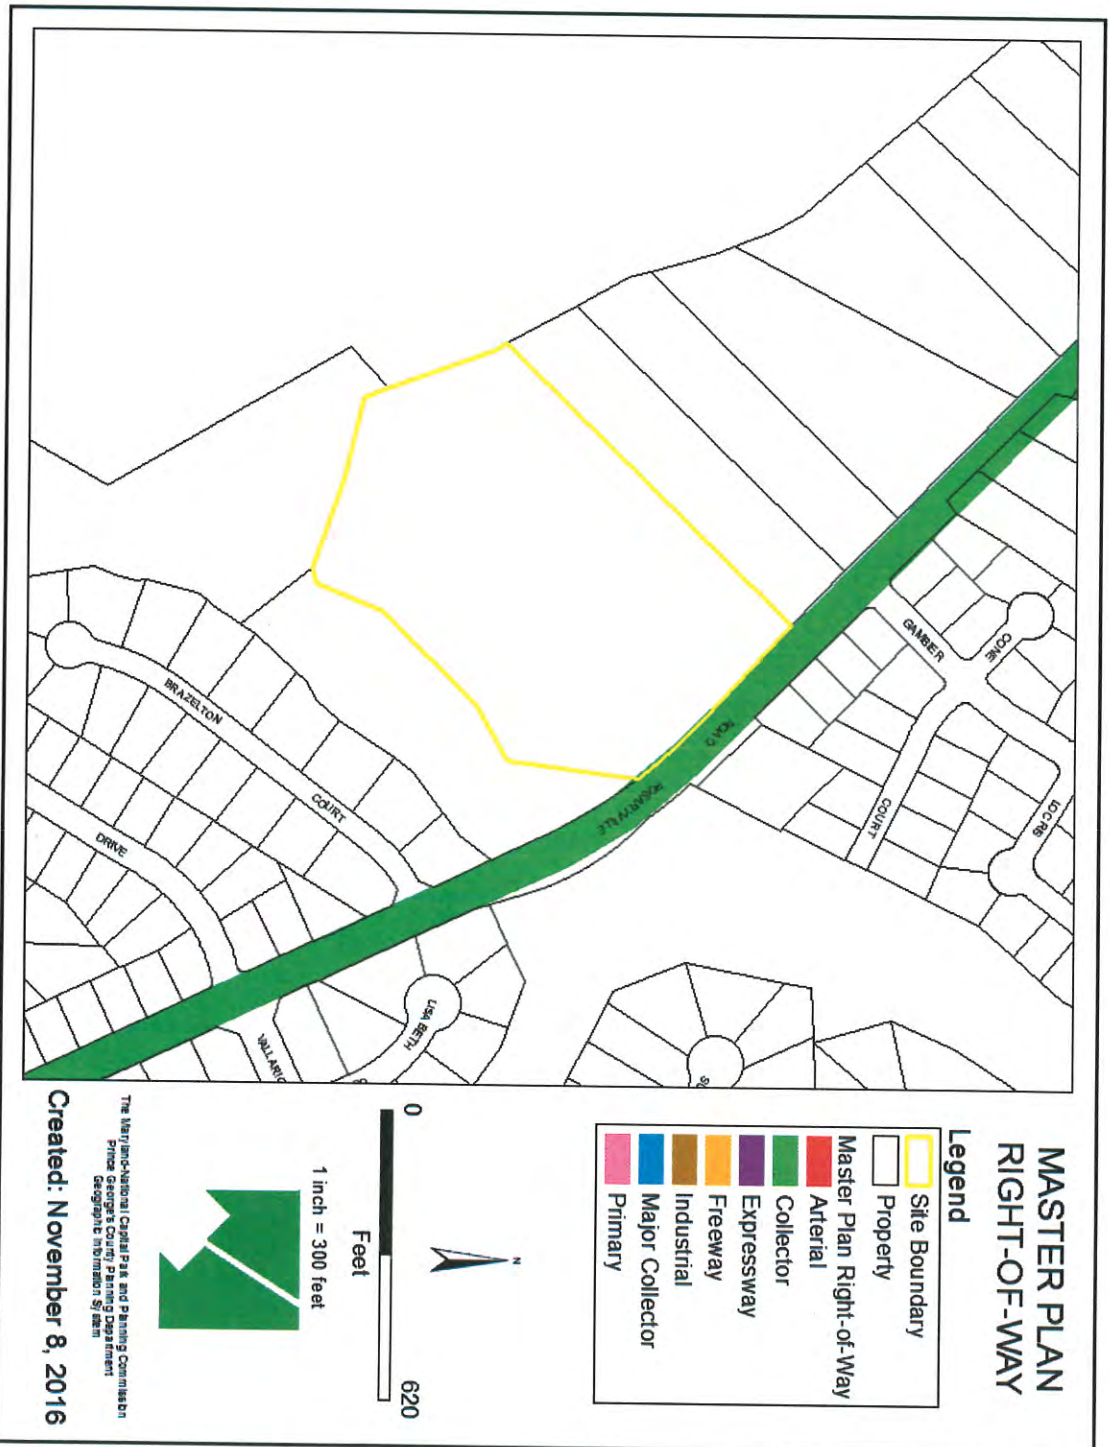 MASTER PLAN
RIGHT-OF-WAY
Legend
Site Boundary
Property
Master Plan Right-of-Way
Arterial
Collector
Expressway
Freeway
Industrial
Major Collector
Primary
N
0
620
Feet
1 inch = 300 feet
The Maryland-National Capital Park and Planning Commission
Prince George's County Planning Department
Geographic Information System
Created: November 8, 2016
CONE
GAMBIER
COURT
ROAD
ROSARYVILLE
BRAZELTON
COURT
DRIVE
LISA BETH
VALLARIO